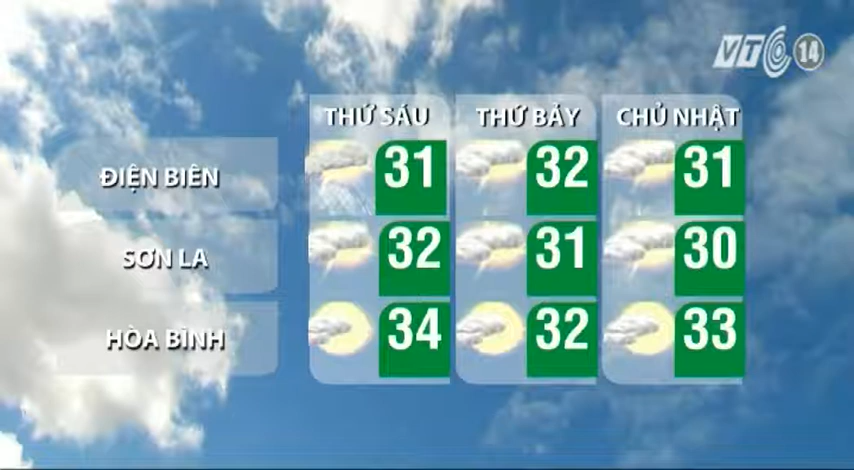 VTC 14
THỨ SÁU THỨ BẢY CHỦ NHẬT
ĐIỆN BIÊN 31 32 31
SƠN LA 32 31 30
HÒA BÌNH 34 32 33